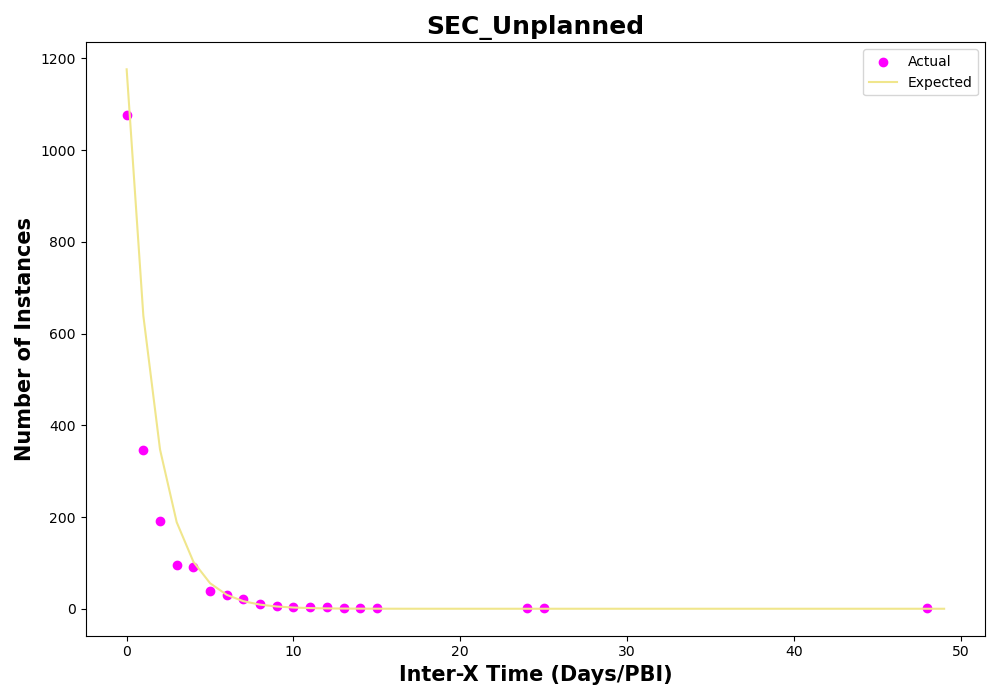 SEC_Unplanned
Actual
Expected
Number of Instances
1200
1000
800
600
400
200
0
0 10 20 30 40 50
Inter-X Time (Days/PBI)